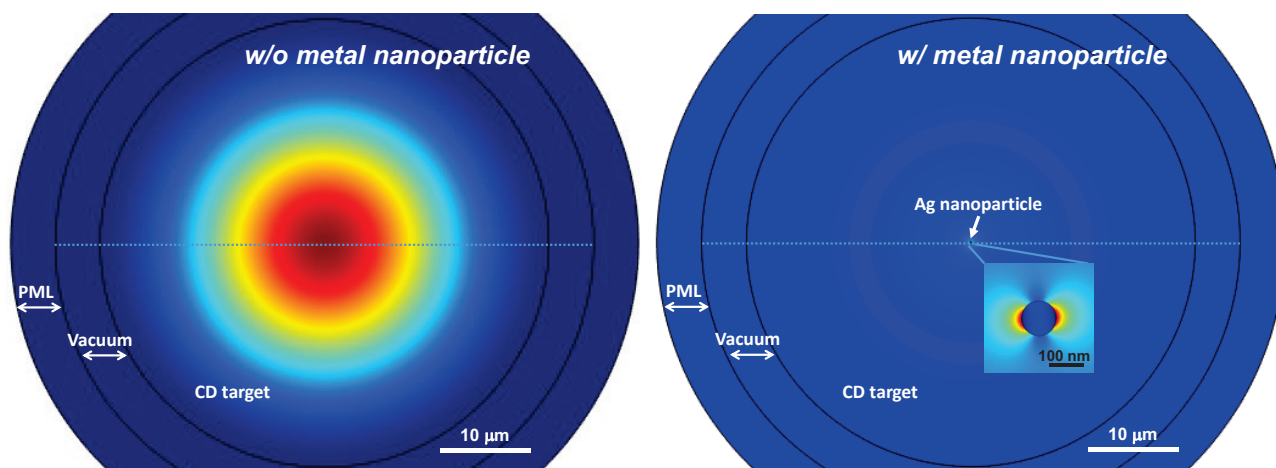 w/o metal nanoparticle
PML
Vacuum
CD target
10 μm
w/ metal nanoparticle
Ag nanoparticle
100 nm
PML
Vacuum
CD target
10 μm